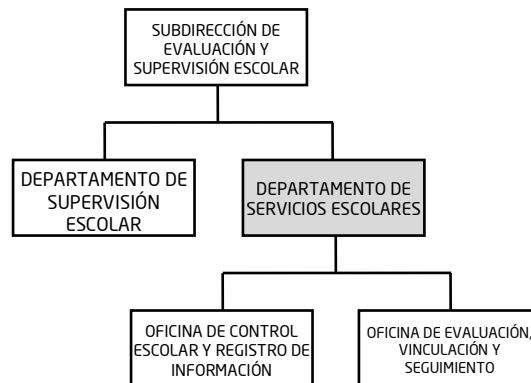 SUBDIRECCIÓN DE
EVALUACIÓN Y
SUPERVISIÓN ESCOLAR
DEPARTAMENTO DE
SUPERVISIÓN
ESCOLAR
DEPARTAMENTO DE
SERVICIOS ESCOLARES
OFICINA DE CONTROL
ESCOLAR Y REGISTRO DE
INFORMACIÓN
OFICINA DE EVALUACIÓN,
VINCULACIÓN Y
SEGUIMIENTO